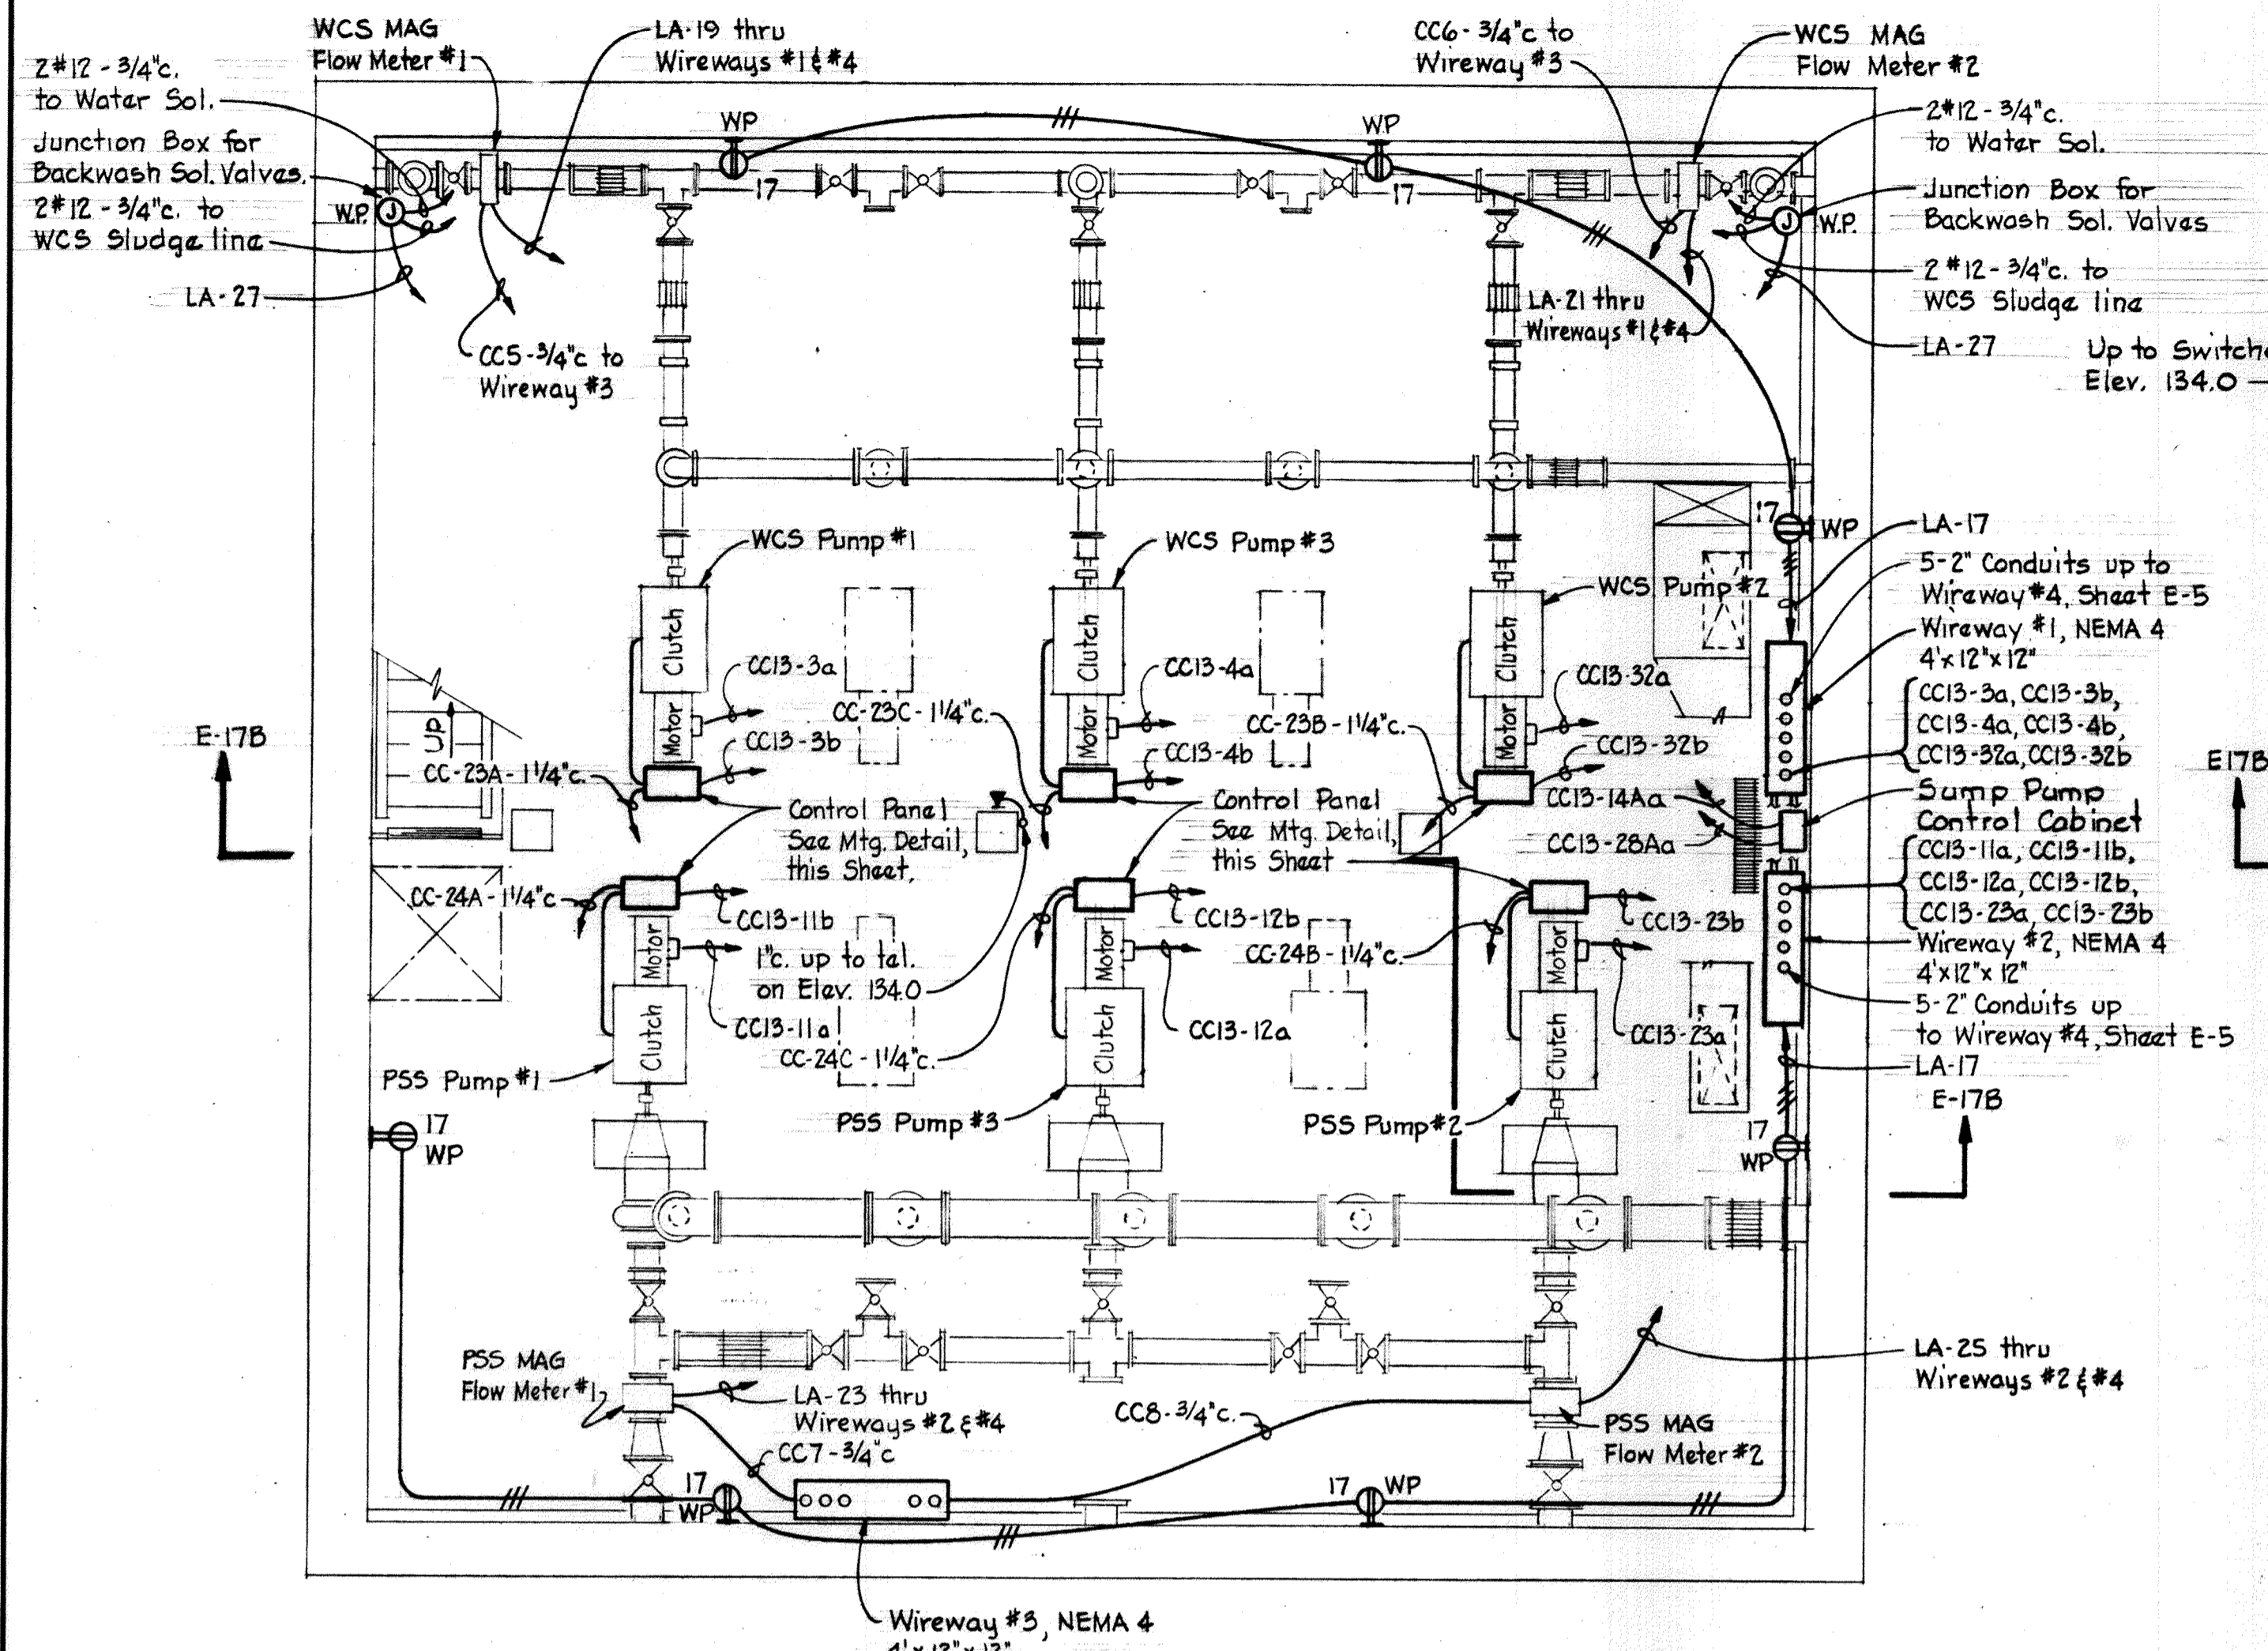 WCS MAG
Flow Meter #1
LA-19 thru
Wireways #1 & #4
CC6 - 3/4"c to
Wireway #3
WCS MAG
Flow Meter #2
2#12 - 3/4"c.
to Water Sol.
Junction Box for
Backwash Sol. Valves.
2#12 - 3/4"c. to
WCS Sludge line
LA-27
W.P.
J
WP
17
WP
17
2#12 - 3/4"c.
to Water Sol.
Junction Box for
Backwash Sol. Valves
J
W.P.
2#12 - 3/4"c. to
WCS Sludge line
LA-27
Up to Switch
Elev. 134.0
CC5-3/4"c to
Wireway #3
LA-21 thru
Wireways #1 & #4
WCS Pump #1
WCS Pump #3
WCS Pump #2
17
WP
LA-17
5-2" Conduits up to
Wireway #4, Sheet E-5
Wireway #1, NEMA 4
4'x12"x12"
CC13-3a, CC13-3b,
CC13-4a, CC13-4b,
CC13-32a, CC13-32b
Clutch
Motor
Clutch
Motor
Clutch
Motor
CC13-3a
CC-23C - 1 1/4"c.
CC13-4a
CC-23B - 1 1/4"c.
CC13-32a
CC13-3b
CC13-4b
CC13-32b
E-17B
UP
CC-23A - 1 1/4"c.
Control Panel
See Mtg. Detail,
this Sheet.
Control Panel
See Mtg. Detail,
this Sheet
CC13-14Aa
CC13-28Aa
Sump Pump
Control Cabinet
E17B
CC13-11a, CC13-11b,
CC13-12a, CC13-12b,
CC13-23a, CC13-23b
Wireway #2, NEMA 4
4'x12"x12"
5-2" Conduits up
to Wireway #4, Sheet E-5
LA-17
E-17B
CC-24A - 1 1/4"c
CC13-11b
1"c. up to tel.
on Elev. 134.0
CC13-11a
CC-24C - 1 1/4"c.
CC13-12b
CC-24B - 1 1/4"c.
CC13-12a
CC13-23b
CC13-23a
Motor
Clutch
Motor
Clutch
Motor
Clutch
PSS Pump #1
PSS Pump #3
PSS Pump #2
17
WP
17
WP
PSS MAG
Flow Meter #1
LA-23 thru
Wireways #2 & #4
CC7-3/4"c
CC8-3/4"c.
PSS MAG
Flow Meter #2
LA-25 thru
Wireways #2 & #4
17
WP
17
WP
Wireway #3, NEMA 4
4'x12"x12"